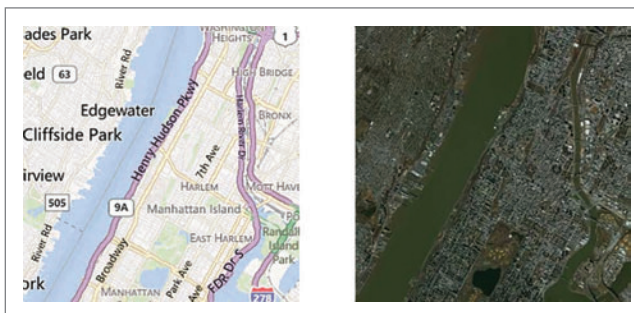 ades Park
WASHINGTON
HEIGHTS
1
River Rd
eld
63
HIGH BRIDGE
Edgewater
Henry Hudson Pkwy
Harlem River Dr
BRONX
Cliffside Park
7th Ave
irview
HARLEM
MOTT HAVE
505
9A
Manhattan Island
Randall
Island
Park
River Rd
EAST HARLEM
Broadway
Park Ave
FDR Dr S
ork
MANHATTAN
Ave
278